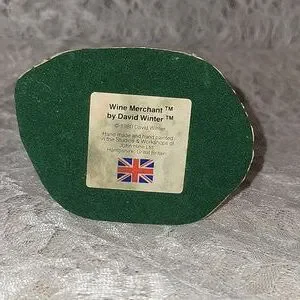 Wine Merchant ™
by David Winter ™
© 1980 David Winter
Hand made and hand painted
in the Studios & Workshops of
John Hine Ltd.
Hampshire, Great Britain